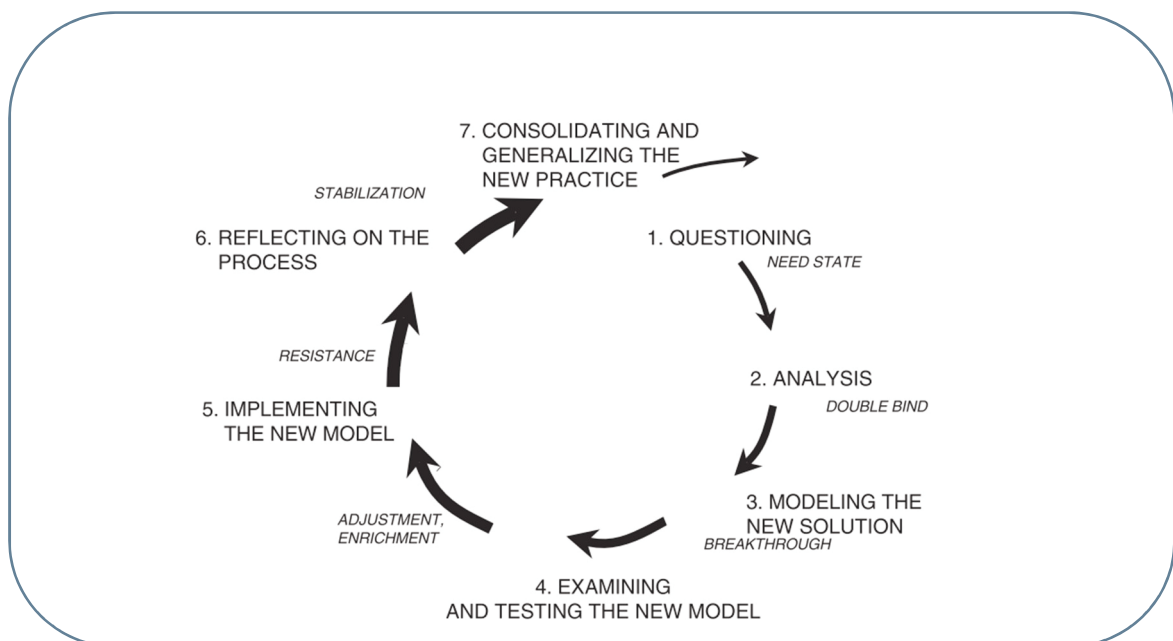 7. CONSOLIDATING AND
GENERALIZING THE
NEW PRACTICE
STABILIZATION
6. REFLECTING ON THE
PROCESS
1. QUESTIONING
NEED STATE
RESISTANCE
2. ANALYSIS
DOUBLE BIND
5. IMPLEMENTING
THE NEW MODEL
3. MODELING THE
NEW SOLUTION
BREAKTHROUGH
ADJUSTMENT,
ENRICHMENT
4. EXAMINING
AND TESTING THE NEW MODEL